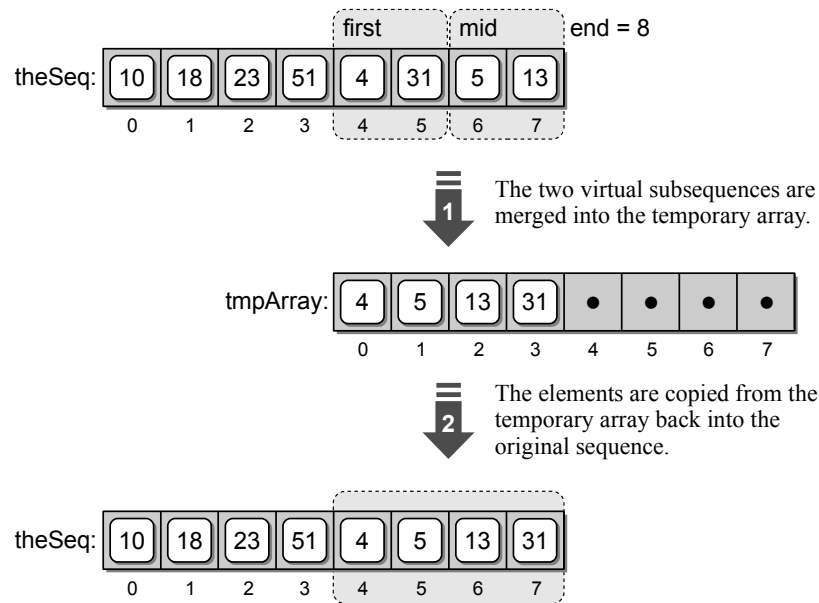 first mid end = 8
theSeq: 10 18 23 51 4 31 5 13
0 1 2 3 4 5 6 7
1
The two virtual subsequences are
merged into the temporary array.
tmpArray: 4 5 13 31 • • • •
0 1 2 3 4 5 6 7
2
The elements are copied from the
temporary array back into the
original sequence.
theSeq: 10 18 23 51 4 5 13 31
0 1 2 3 4 5 6 7